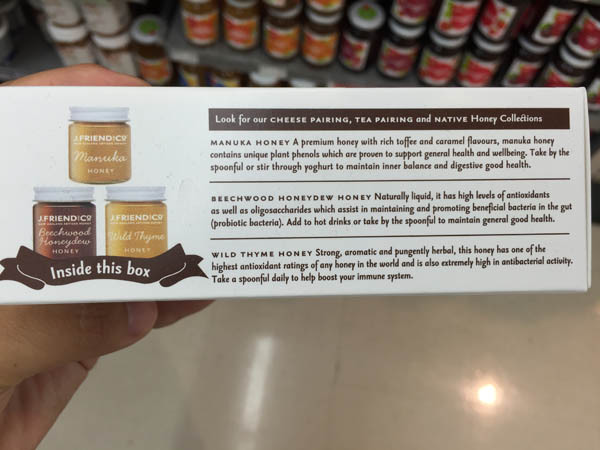 Look for our CHEESE PAIRING, TEA PAIRING and NATIVE Honey Collections
MANUKA HONEY A premium honey with rich toffee and caramel flavours, manuka honey
contains unique plant phenols which are proven to support general health and wellbeing. Take by the
spoonful or stir through yoghurt to maintain inner balance and digestive good health.
BEECHWOOD HONEYDEW HONEY Naturally liquid, it has high levels of antioxidants
as well as oligosaccharides which assist in maintaining and promoting beneficial bacteria in the gut
(probiotic bacteria). Add to hot drinks or take by the spoonful to maintain general good health.
WILD THYME HONEY Strong, aromatic and pungently herbal, this honey has one of the
highest antioxidant ratings of any honey in the world and is also extremely high in antibacterial activity.
Take a spoonful daily to help boost your immune system.
J.FRIEND&CO
Manuka
HONEY
J.FRIEND&CO
Beechwood
Honeydew
HONEY
J.FRIEND&CO
Wild Thyme
HONEY
Inside this box